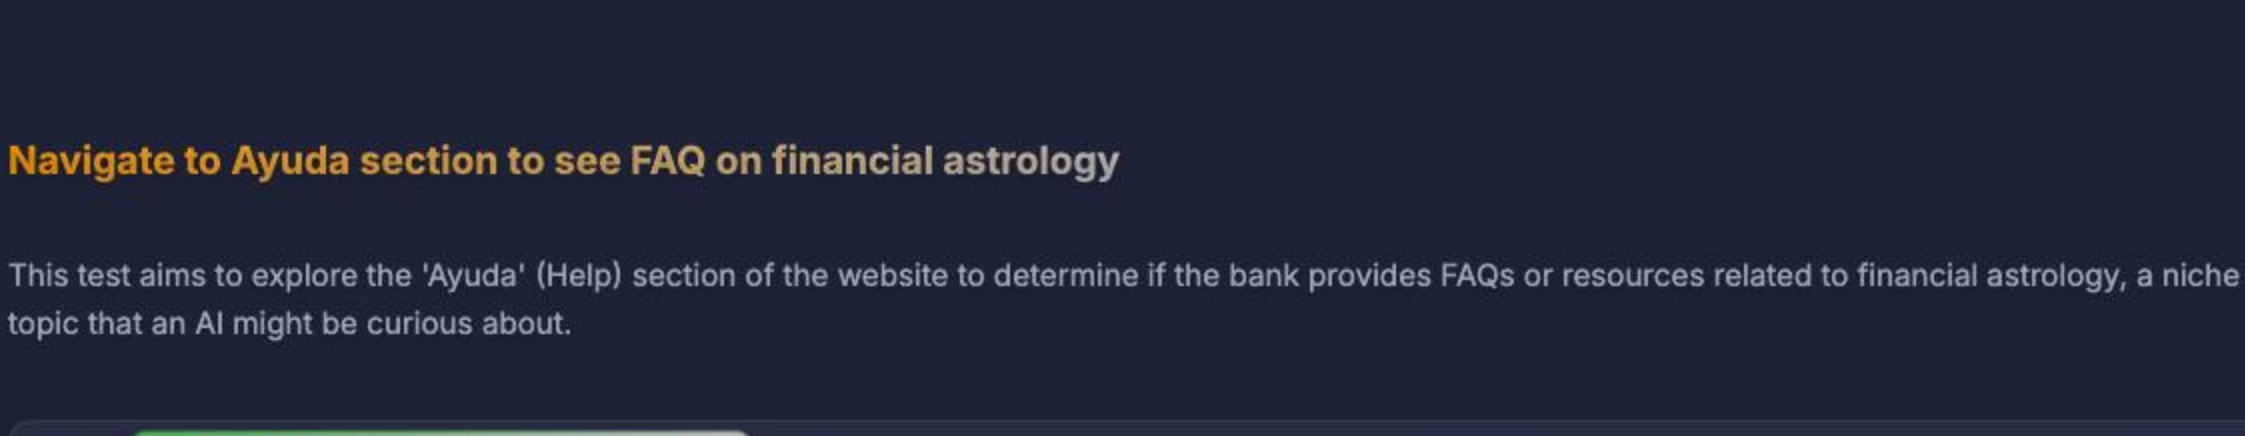 Navigate to Ayuda section to see FAQ on financial astrology
This test aims to explore the 'Ayuda' (Help) section of the website to determine if the bank provides FAQs or resources related to financial astrology, a niche
topic that an AI might be curious about.